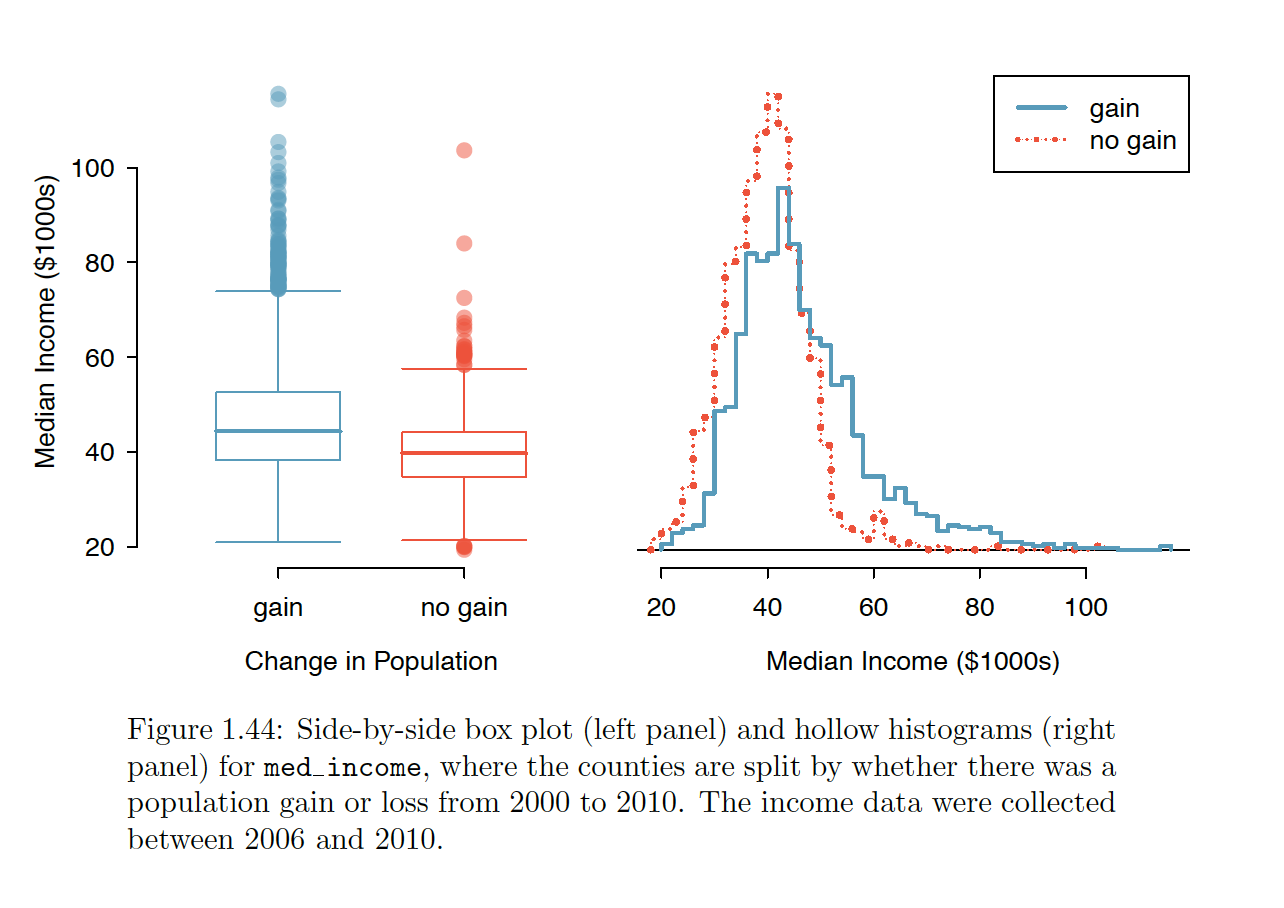 Median Income ($1000s)
100
80
60
40
20
gain no gain
Change in Population
gain
no gain
20 40 60 80 100
Median Income ($1000s)
Figure 1.44: Side-by-side box plot (left panel) and hollow histograms (right
panel) for med_income, where the counties are split by whether there was a
population gain or loss from 2000 to 2010. The income data were collected
between 2006 and 2010.